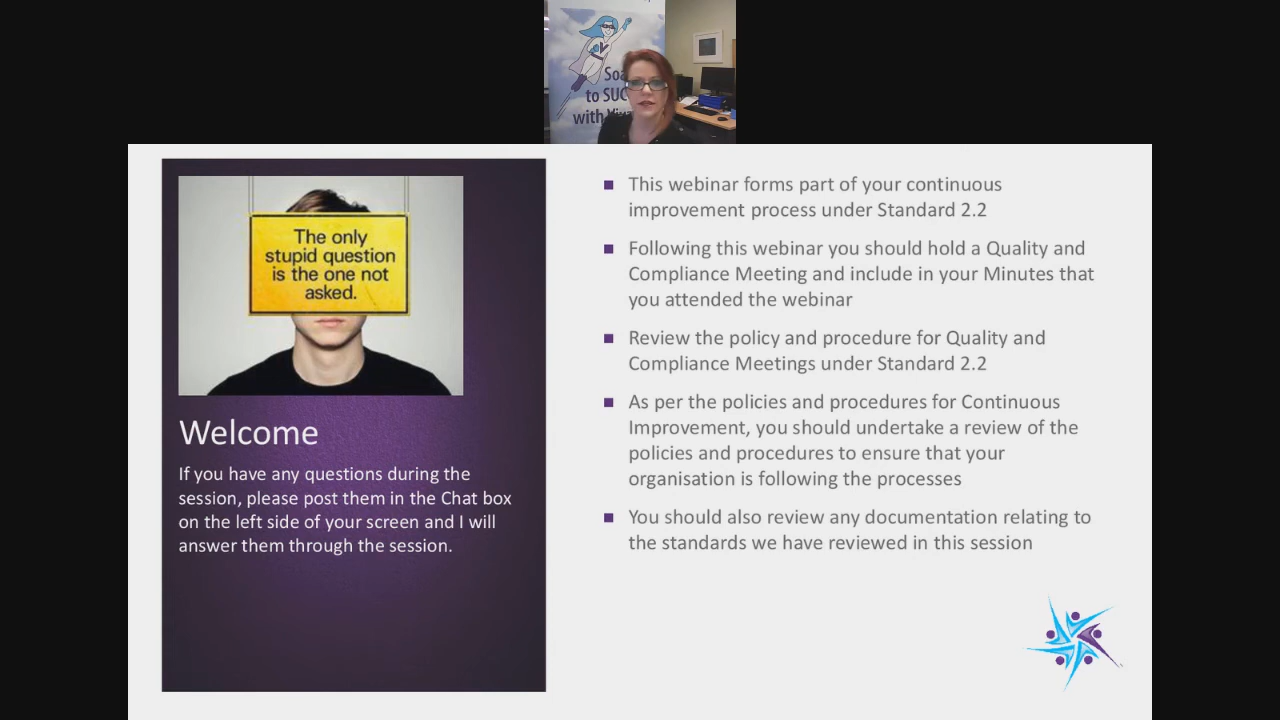 Soa
to SUC
with
The only
stupid question
is the one not
asked.
Welcome
If you have any questions during the
session, please post them in the Chat box
on the left side of your screen and I will
answer them through the session.
This webinar forms part of your continuous
improvement process under Standard 2.2
Following this webinar you should hold a Quality and
Compliance Meeting and include in your Minutes that
you attended the webinar
Review the policy and procedure for Quality and
Compliance Meetings under Standard 2.2
As per the policies and procedures for Continuous
Improvement, you should undertake a review of the
policies and procedures to ensure that your
organisation is following the processes
You should also review any documentation relating to
the standards we have reviewed in this session